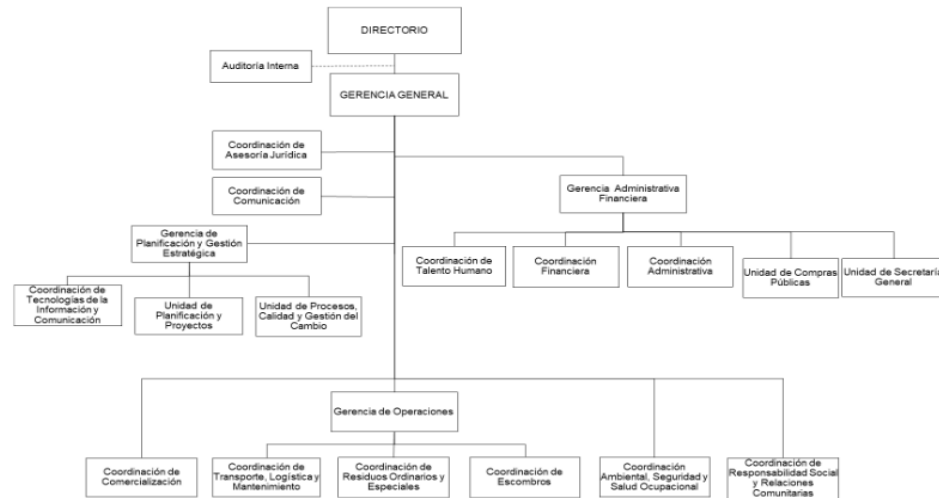 DIRECTORIO
Auditoría Interna
GERENCIA GENERAL
Coordinación de
Asesoría Jurídica
Coordinación de
Comunicación
Gerencia Administrativa
Financiera
Gerencia de
Planificación y Gestión
Estratégica
Coordinación de
Talento Humano
Coordinación
Financiera
Coordinación
Administrativa
Unidad de Compras
Públicas
Unidad de Secretaría
General
Coordinación de
Tecnologías de la
Información y
Comunicación
Unidad de
Planificación y
Proyectos
Unidad de Procesos,
Calidad y Gestión del
Cambio
Gerencia de Operaciones
Coordinación de
Comercialización
Coordinación de
Transporte, Logística y
Mantenimiento
Coordinación de
Residuos Ordinarios y
Especiales
Coordinación de
Escombros
Coordinación
Ambiental, Seguridad y
Salud Ocupacional
Coordinación de
Responsabilidad Social
y Relaciones
Comunitarias